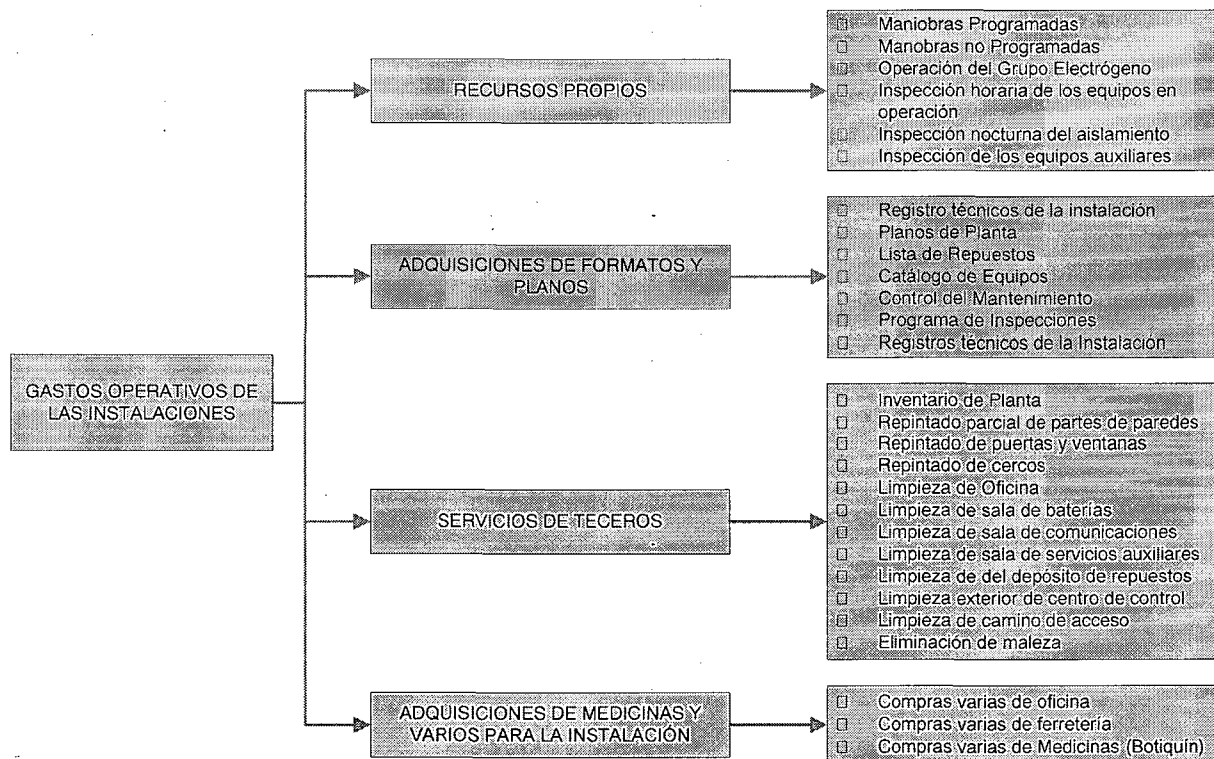 GASTOS OPERATIVOS DE
LAS INSTALACIONES
RECURSOS PROPIOS
Maniobras Programadas
Manobras no Programadas
Operación del Grupo Electrógeno
Inspección horaria de los equipos en
operación
Inspección nocturna del aislamiento
Inspección de los equipos auxiliares
ADQUISICIONES DE FORMATOS Y
PLANOS
Registro técnicos de la instalación
Planos de Planta
Lista de Repuestos
Catálogo de Equipos
Control del Mantenimiento
Programa de Inspecciones
Registros técnicos de la Instalación
SERVICIOS DE TECEROS
Inventario de Planta
Repintado parcial de partes de paredes
Repintado de puertas y ventanas
Repintado de cercos
Limpieza de Oficina
Limpieza de sala de baterías
Limpieza de sala de comunicaciones
Limpieza de sala de servicios auxiliares
Limpieza de del depósito de repuestos
Limpieza exterior de centro de control
Limpieza de camino de acceso
Eliminación de maleza
ADQUISICIONES DE MEDICINAS Y
VARIOS PARA LA INSTALACIÓN
Compras varias de oficina
Compras varias de ferretería
Compras varias de Medicinas (Botiquín)